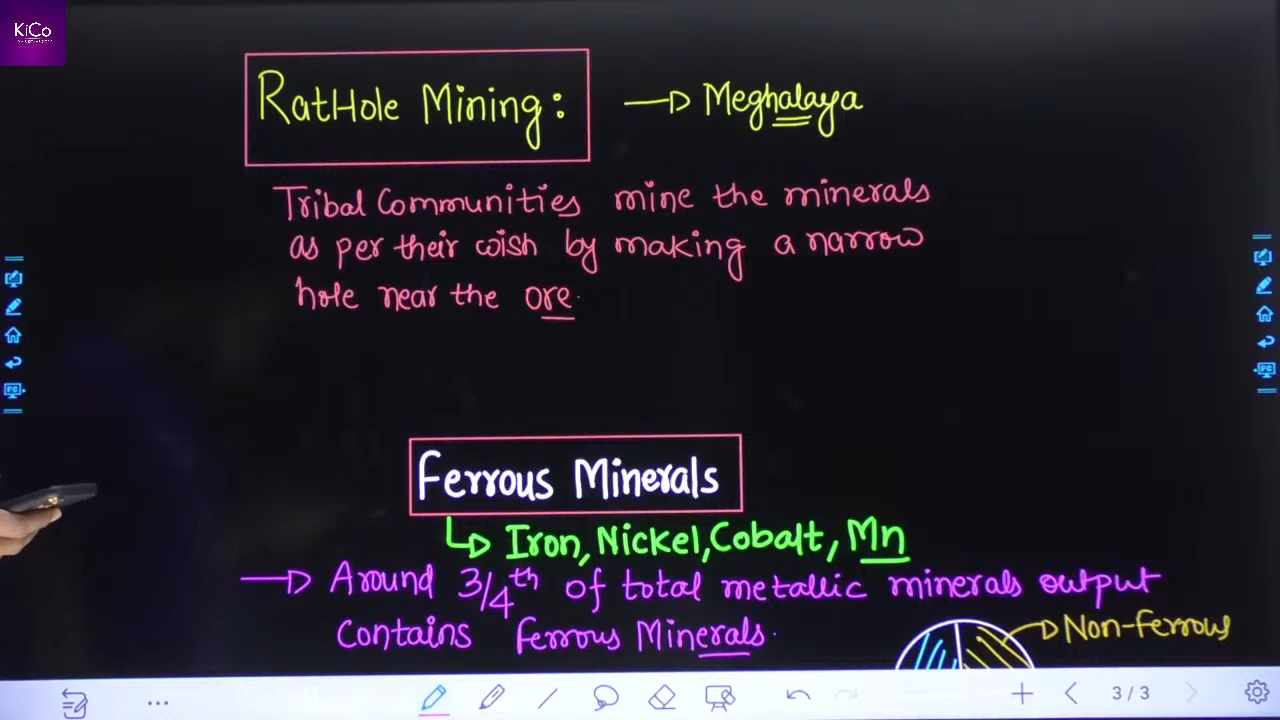 KiCo
RatHole Mining: → Meghalaya
Tribal Communities mine the minerals
as per their wish by making a narrow
hole near the ore.
Ferrous Minerals
Iron, Nickel, Cobalt, Mn
→ Around 3/4th of total metallic minerals output
contains ferrous Minerals.
Non-ferrous
PC
PC
3 / 3